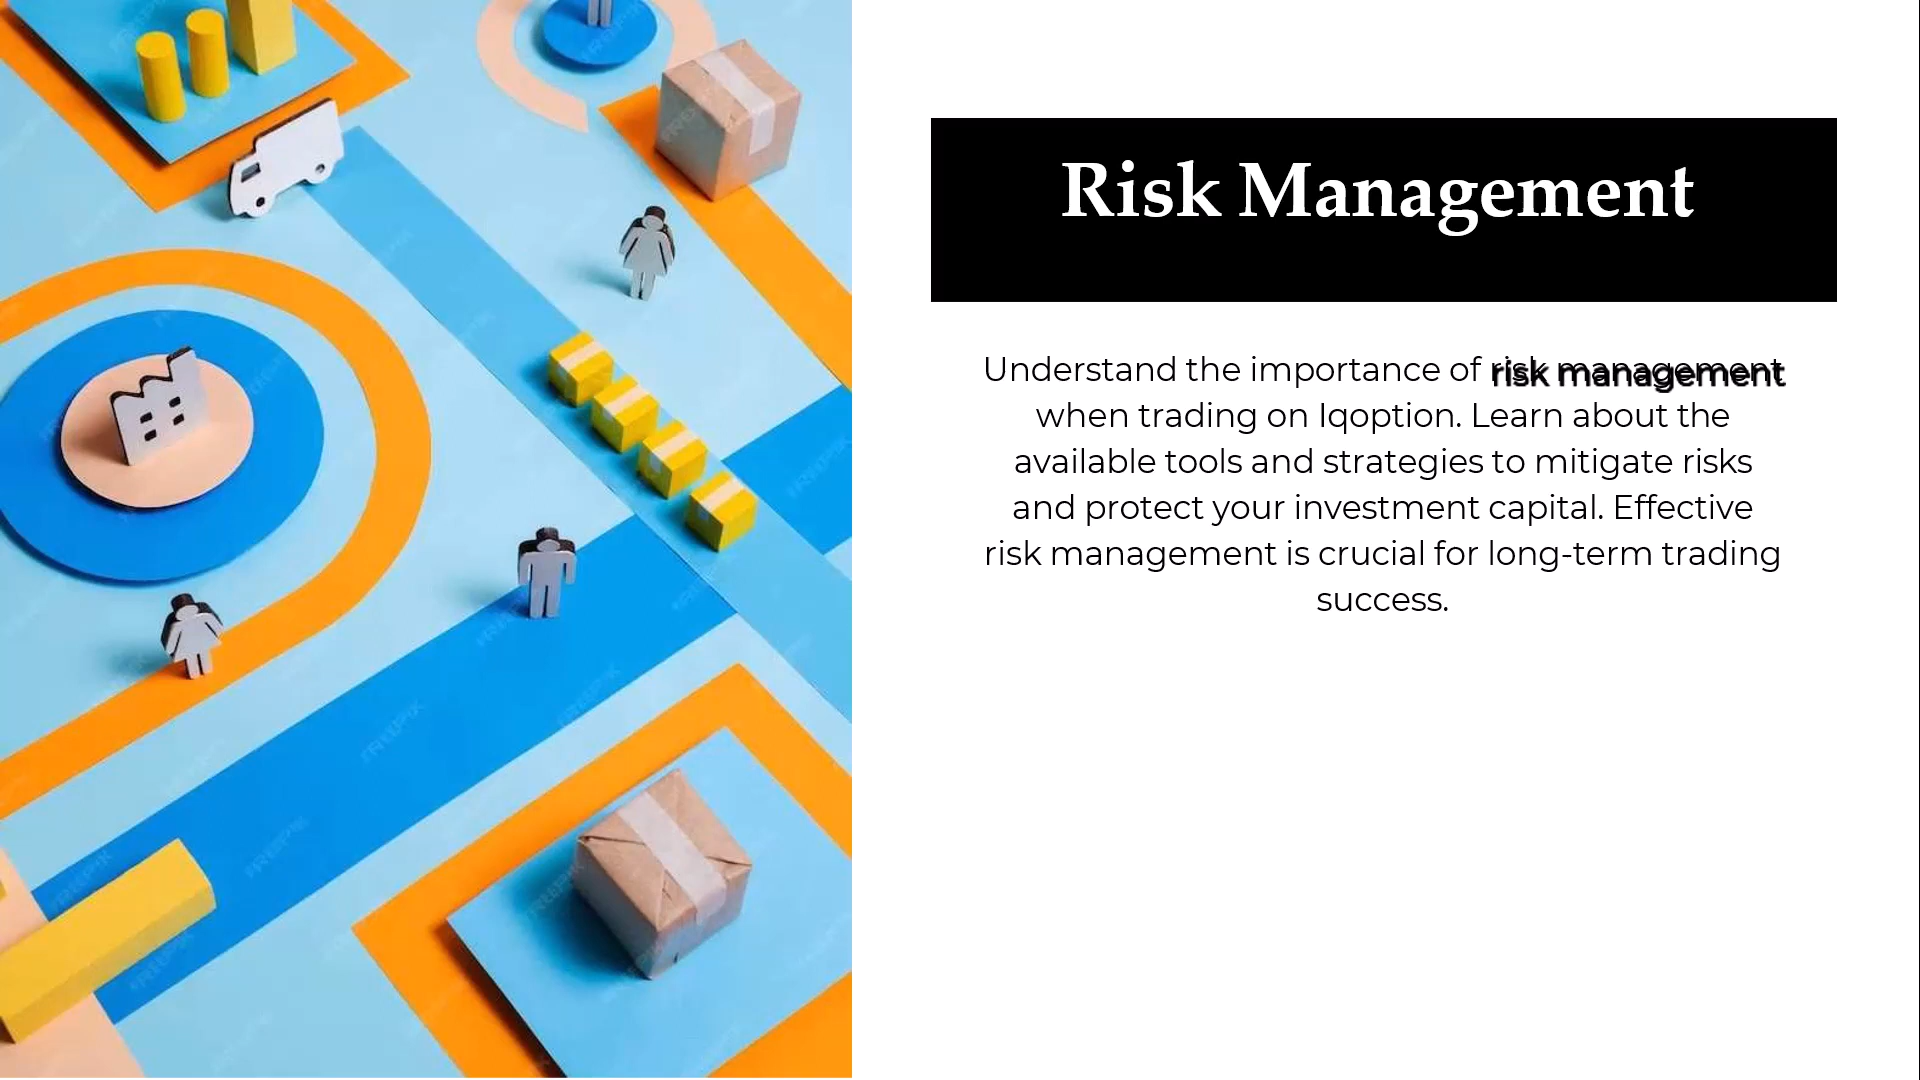 Risk Management
Understand the importance of risk management
when trading on Iqoption. Learn about the
available tools and strategies to mitigate risks
and protect your investment capital. Effective
risk management is crucial for long-term trading
success.